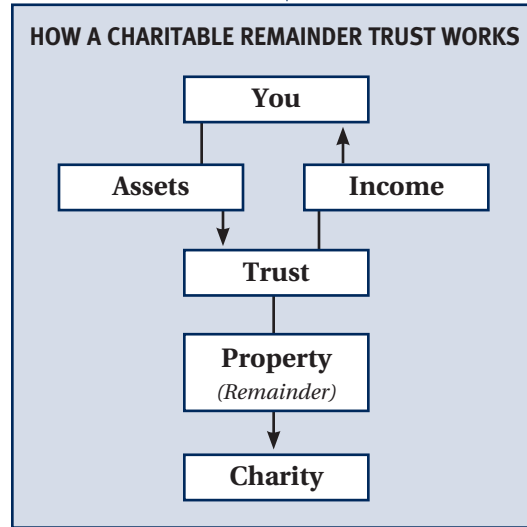 HOW A CHARITABLE REMAINDER TRUST WORKS
You
Assets
Income
Trust
Property
(Remainder)
Charity